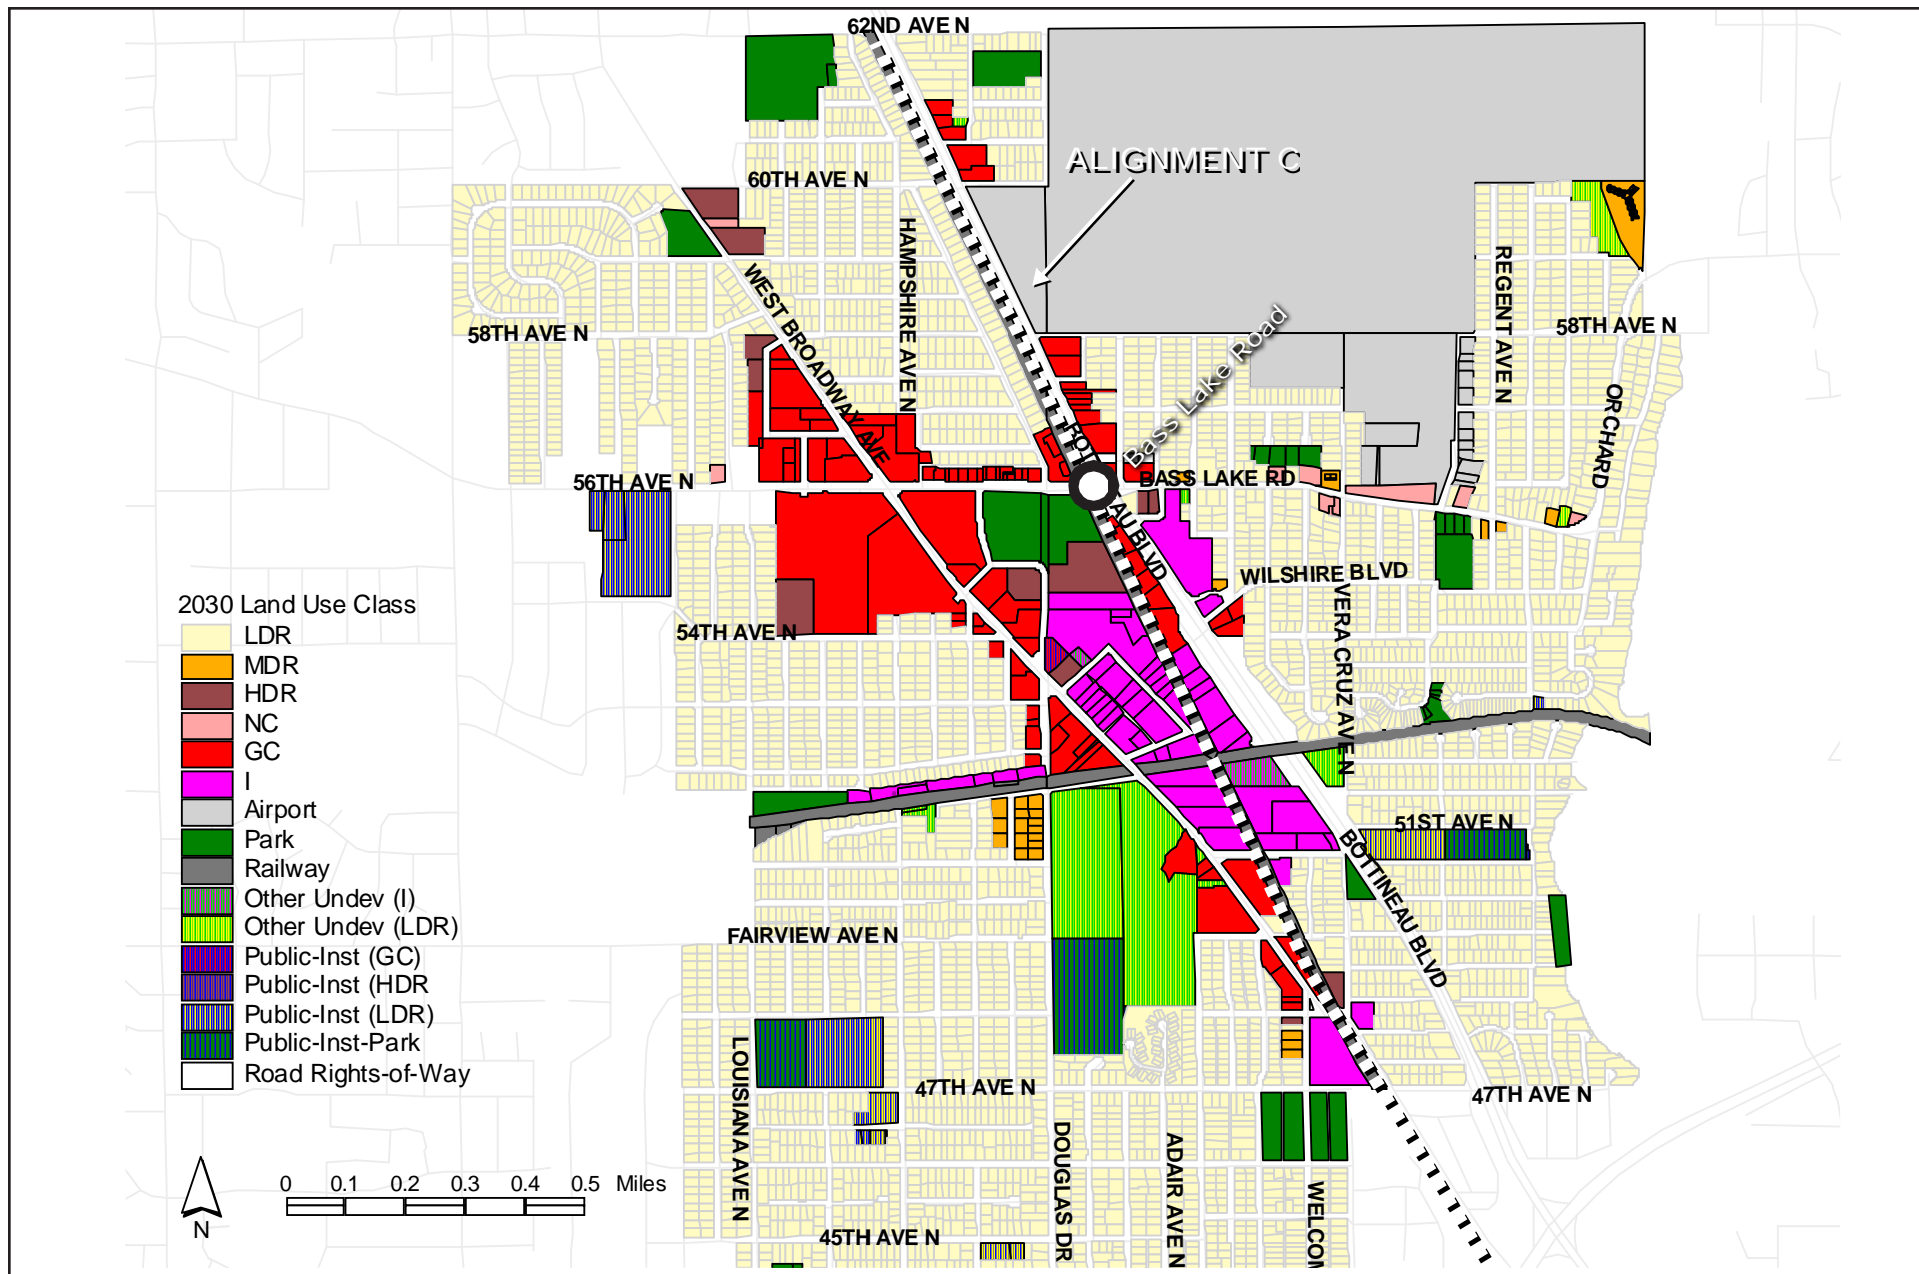 62ND AVE N
ALIGNMENT C
60TH AVE N
HAMPSHIRE AVE N
REGENT AVE N
WEST BROADWAY AVE
58TH AVE N
58TH AVE N
Bass Lake Road
ORCHARD
56TH AVE N
BASS LAKE RD
WILSHIRE BLVD
VERA CRUZ AVE N
54TH AVE N
2030 Land Use Class
LDR
MDR
HDR
NC
GC
I
Airport
Park
Railway
Other Undev (I)
Other Undev (LDR)
Public-Inst (GC)
Public-Inst (HDR
Public-Inst (LDR)
Public-Inst-Park
Road Rights-of-Way
51ST AVE N
BOTTINEAU BLVD
FAIRVIEW AVE N
LOUISIANA AVE N
47TH AVE N
47TH AVE N
DOUGLAS DR
ADAIR AVE N
WELCOM
45TH AVE N
0 0.1 0.2 0.3 0.4 0.5 Miles
N